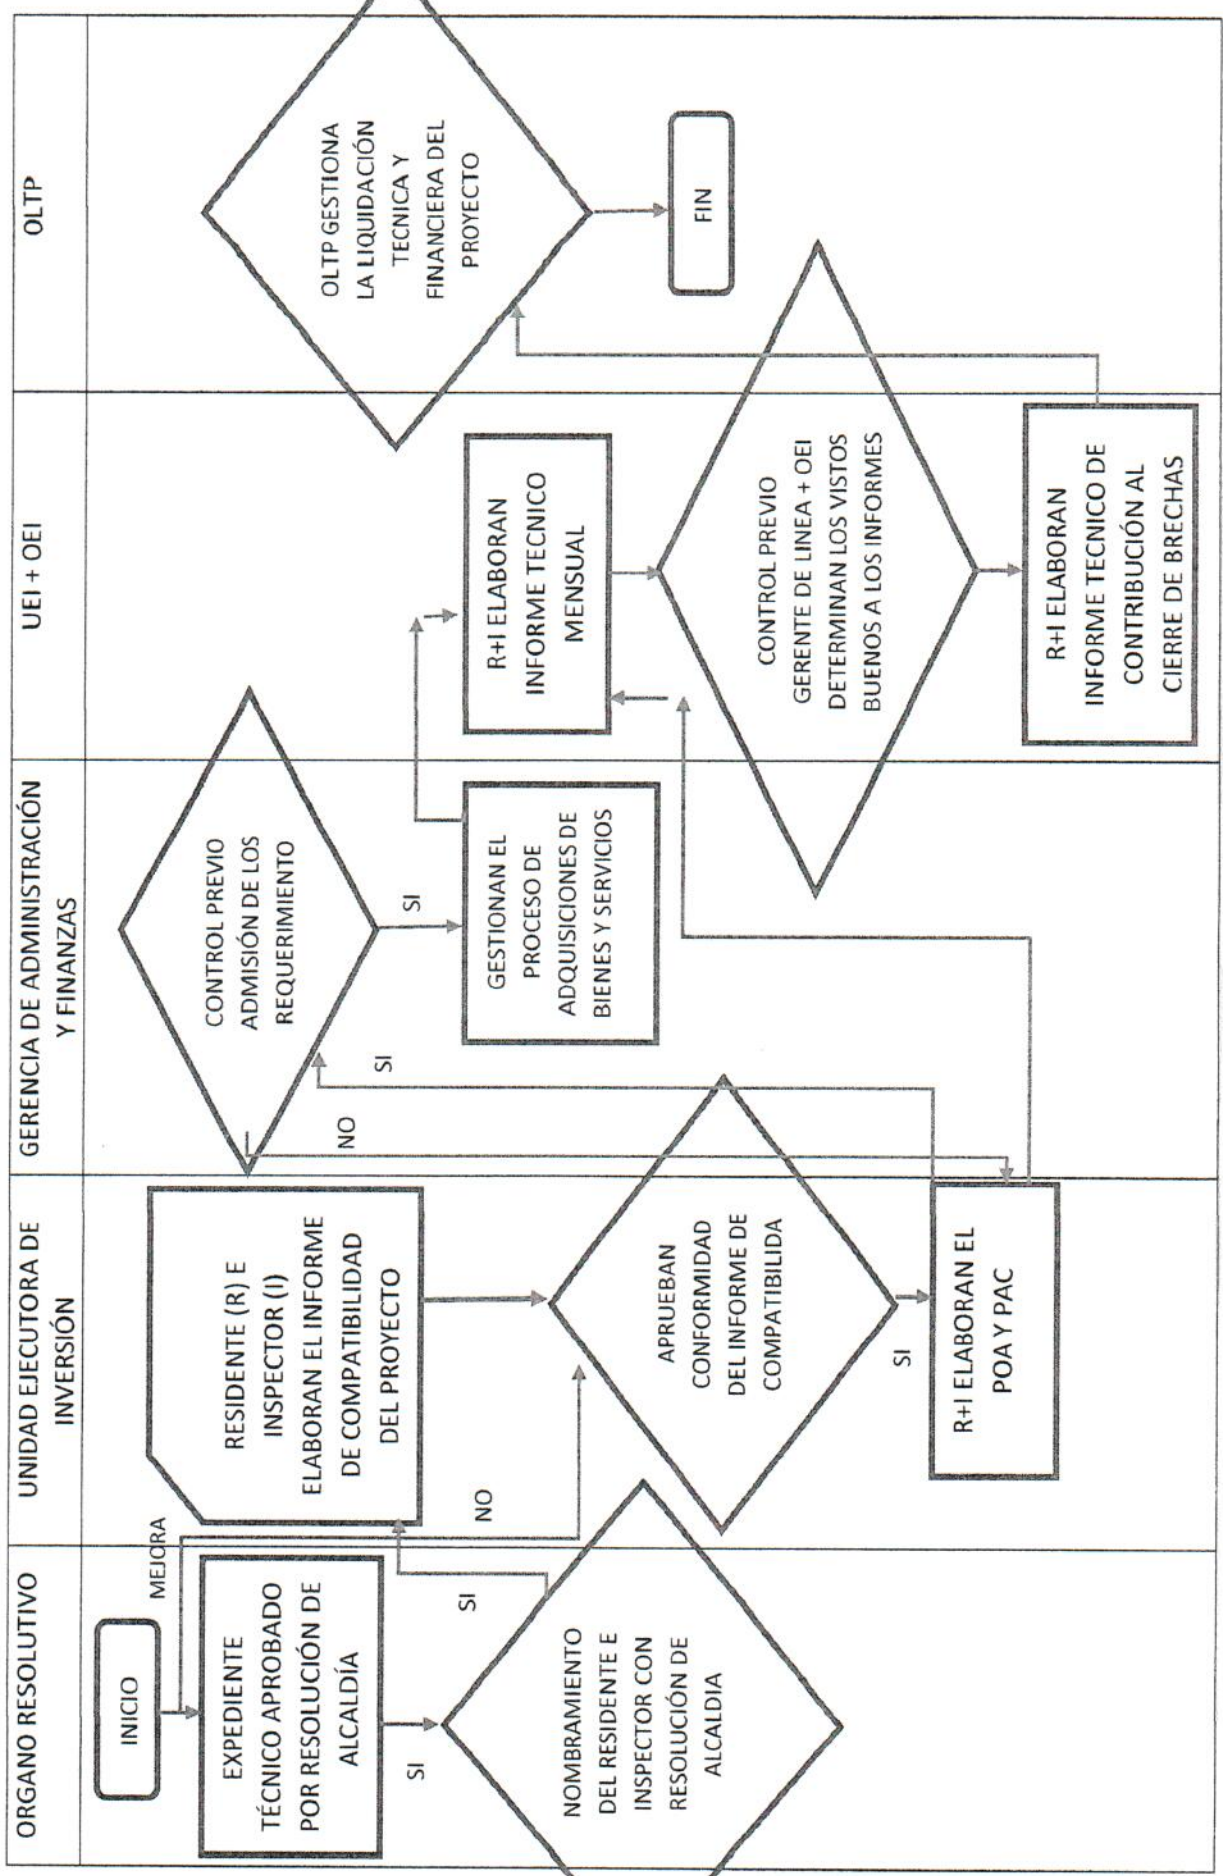 ORGANO RESOLUTIVO
UNIDAD EJECUTORA DE
INVERSIÓN
GERENCIA DE ADMINISTRACIÓN
Y FINANZAS
UEI + OEI
OLTP
INICIO
MEJORA
EXPEDIENTE
TÉCNICO APROBADO
POR RESOLUCIÓN DE
ALCALDÍA
SI
NOMBRAMIENTO
DEL RESIDENTE E
INSPECTOR CON
RESOLUCIÓN DE
ALCALDIA
SI
NO
RESIDENTE (R) E
INSPECTOR (I)
ELABORAN EL INFORME
DE COMPATIBILIDAD
DEL PROYECTO
APRUEBAN
CONFORMIDAD
DEL INFORME DE
COMPATIBILIDA
SI
R+I ELABORAN EL
POA Y PAC
NO
SI
CONTROL PREVIO
ADMISIÓN DE LOS
REQUERIMIENTO
SI
GESTIONAN EL
PROCESO DE
ADQUISICIONES DE
BIENES Y SERVICIOS
R+I ELABORAN
INFORME TECNICO
MENSUAL
CONTROL PREVIO
GERENTE DE LINEA + OEI
DETERMINAN LOS VISTOS
BUENOS A LOS INFORMES
R+I ELABORAN
INFORME TECNICO DE
CONTRIBUCIÓN AL
CIERRE DE BRECHAS
OLTP GESTIONA
LA LIQUIDACIÓN
TECNICA Y
FINANCIERA DEL
PROYECTO
FIN